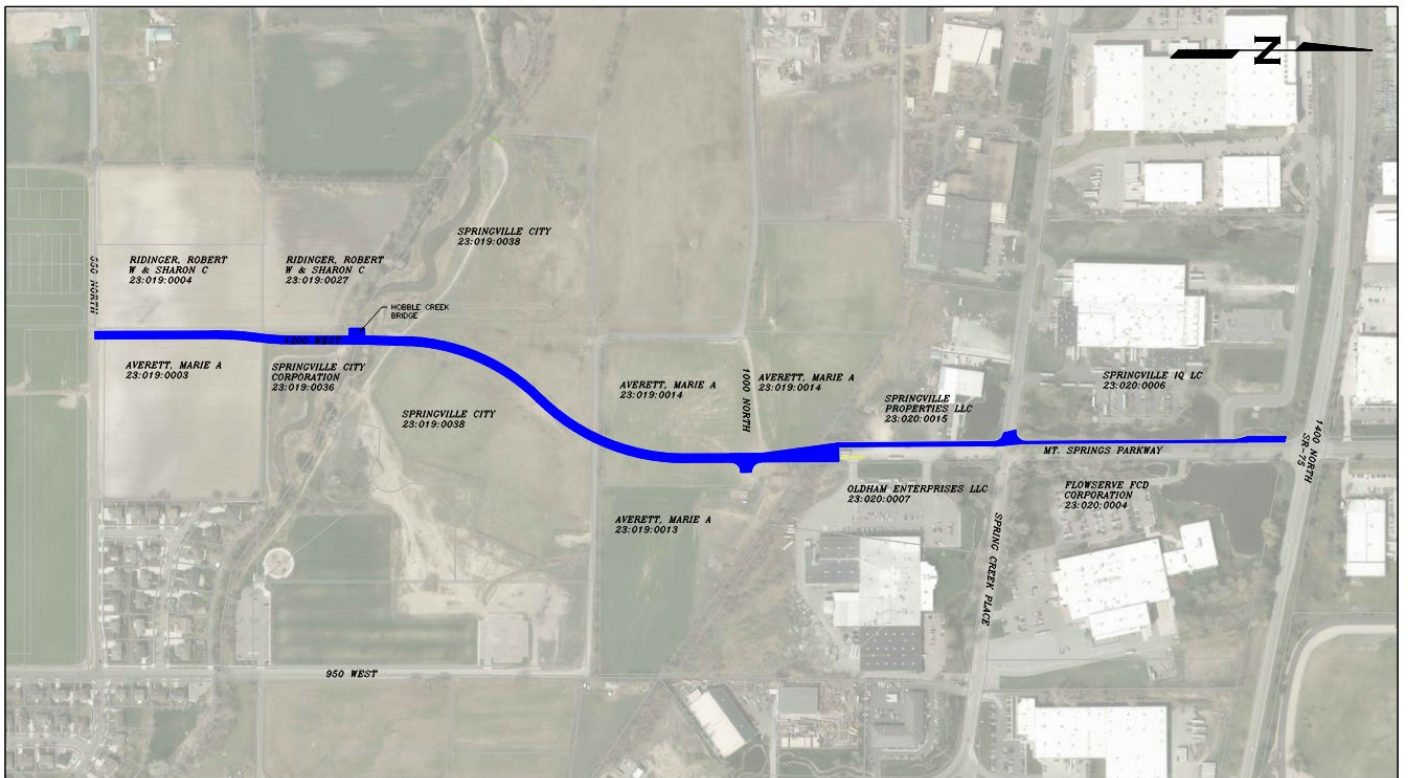 N
RIDINGER, ROBERT
W & SHARON C
23:019:0004
RIDINGER, ROBERT
W & SHARON C
23:019:0027
SPRINGVILLE CITY
23:019:0038
550 NORTH
HOBBLE CREEK
BRIDGE
1200 WEST
AVERETT, MARIE A
23:019:0003
SPRINGVILLE CITY
CORPORATION
23:019:0036
SPRINGVILLE CITY
23:019:0038
AVERETT, MARIE A
23:019:0014
1000 NORTH
AVERETT, MARIE A
23:019:0014
SPRINGVILLE
PROPERTIES LLC
23:020:0015
SPRINGVILLE IQ LC
23:020:0006
MT. SPRINGS PARKWAY
1400 NORTH
SR-75
OLDHAM ENTERPRISES LLC
23:020:0007
FLOWSERVE FCD
CORPORATION
23:020:0004
AVERETT, MARIE A
23:019:0013
SPRING CREEK PLACE
950 WEST